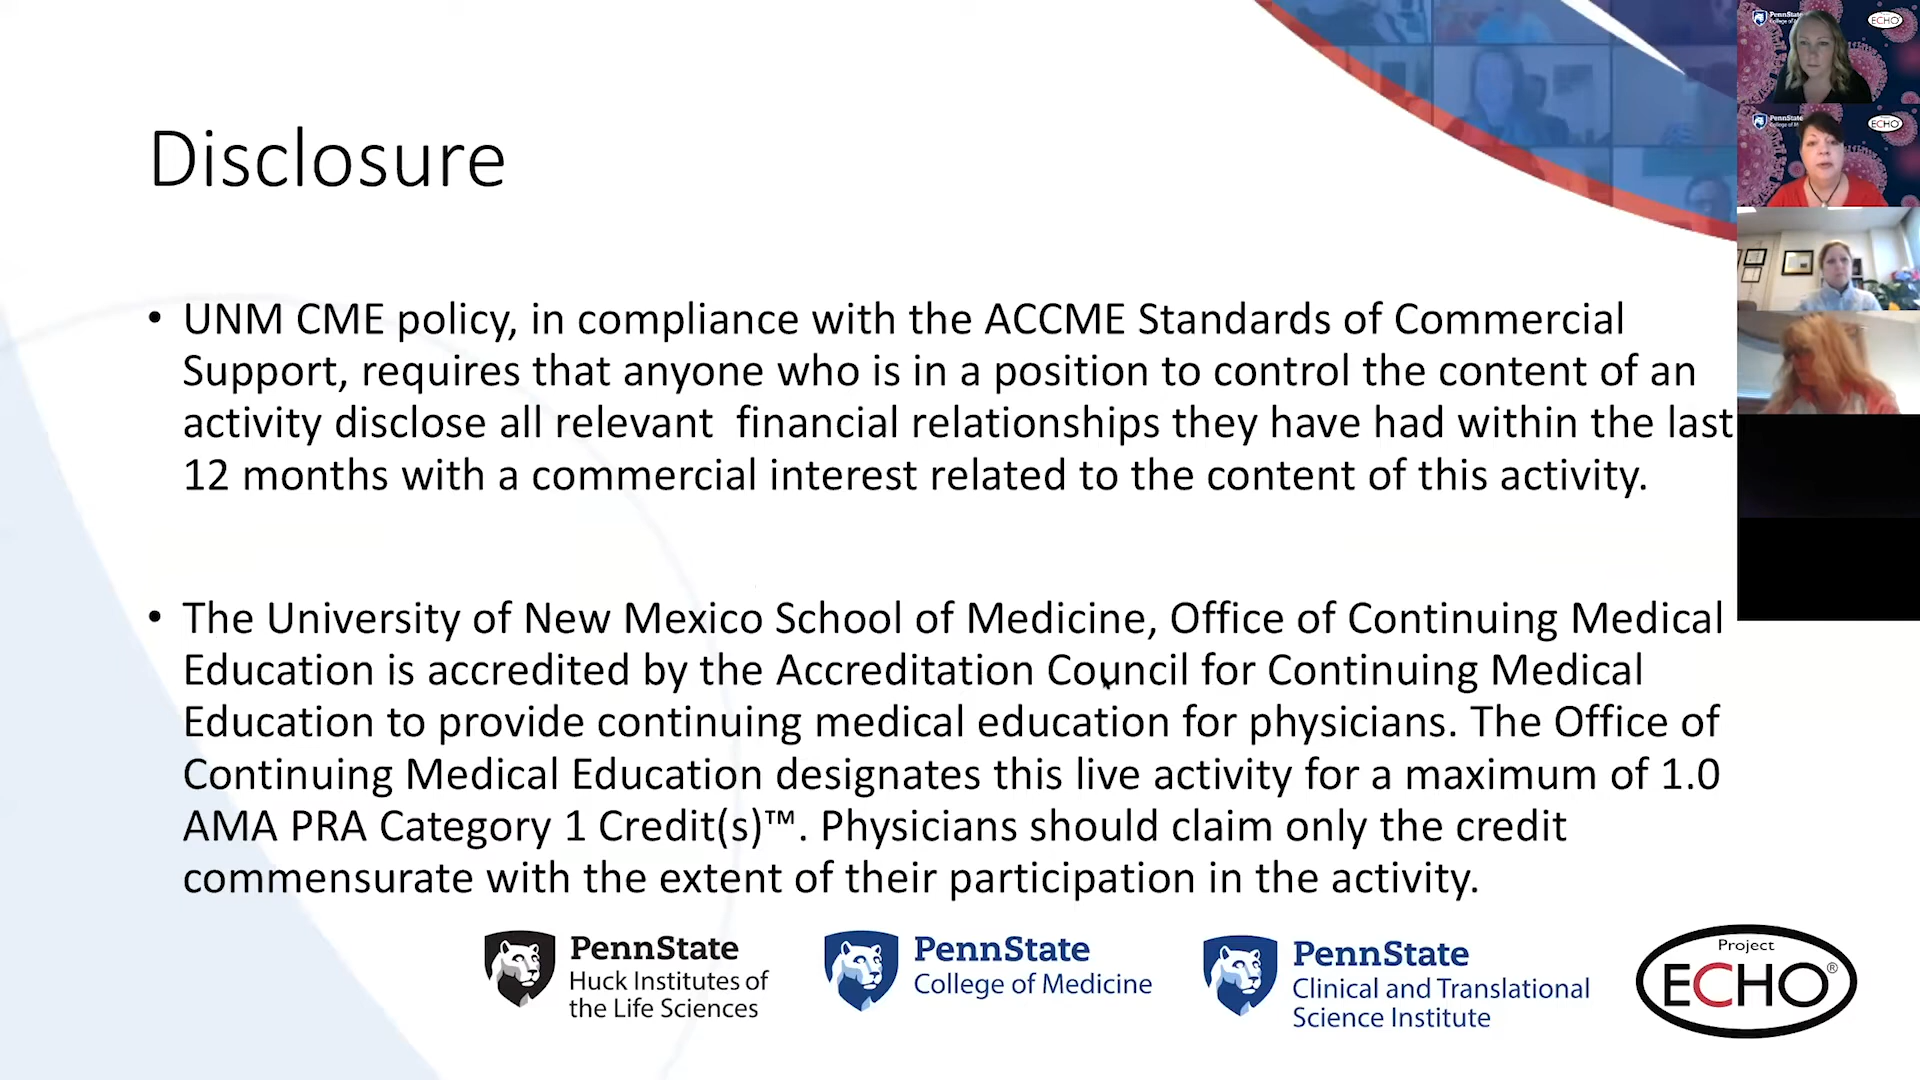 Disclosure
• UNM CME policy, in compliance with the ACCME Standards of Commercial
Support, requires that anyone who is in a position to control the content of an
activity disclose all relevant  financial relationships they have had within the last
12 months with a commercial interest related to the content of this activity.
• The University of New Mexico School of Medicine, Office of Continuing Medical
Education is accredited by the Accreditation Council for Continuing Medical
Education to provide continuing medical education for physicians. The Office of
Continuing Medical Education designates this live activity for a maximum of 1.0
AMA PRA Category 1 Credit(s)™. Physicians should claim only the credit
commensurate with the extent of their participation in the activity.
PennState
Huck Institutes of
the Life Sciences
PennState
College of Medicine
PennState
Clinical and Translational
Science Institute
Project
ECHO®
PennState
ECHO
PennState
ECHO